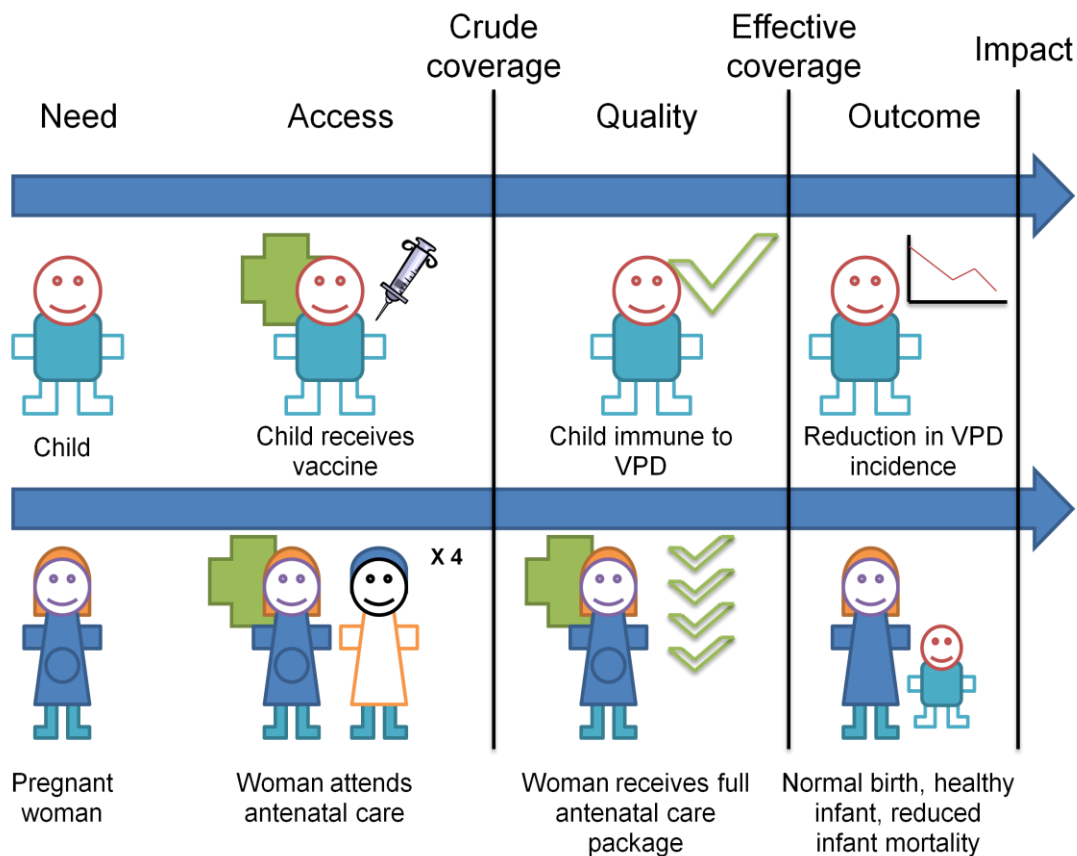 Crude
coverage
Effective
coverage
Impact
Need
Access
Quality
Outcome
Child
Child receives
vaccine
Child immune to
VPD
Reduction in VPD
incidence
X 4
Pregnant
woman
Woman attends
antenatal care
Woman receives full
antenatal care
package
Normal birth, healthy
infant, reduced
infant mortality